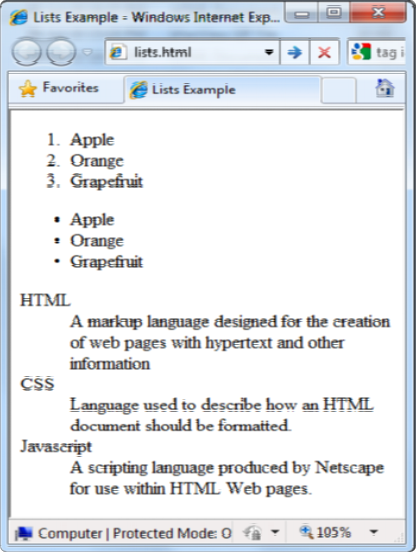 Lists Example - Windows Internet Exp...
lists.html
tag i
Favorites
Lists Example
1. Apple
2. Orange
3. Grapefruit
• Apple
• Orange
• Grapefruit
HTML
A markup language designed for the creation
of web pages with hypertext and other
information
CSS
Language used to describe how an HTML
document should be formatted.
Javascript
A scripting language produced by Netscape
for use within HTML Web pages.
Computer | Protected Mode: O
105%